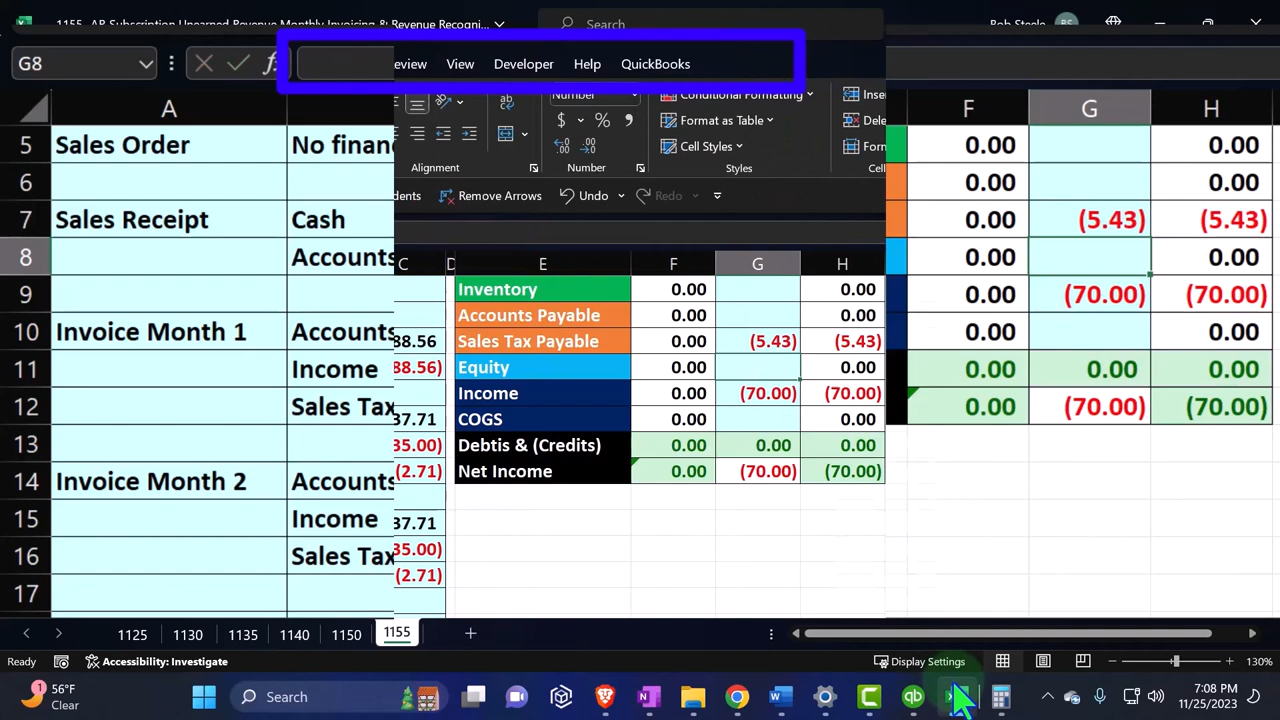 1155 AR Subscription Unearned Revenue Monthly Invoicing & Revenue Recogni...
Search
Rob Steele
RS
G8
eview View Developer Help QuickBooks
Number
Conditional Formatting
Format as Table
Cell Styles
Alignment
Number
Styles
dents Remove Arrows Undo Redo
A
F G H
5 Sales Order No finan
6
7 Sales Receipt Cash
8 Accounts
9
10 Invoice Month 1 Accounts
11 Income
12 Sales Tax
13
14 Invoice Month 2 Accounts
15 Income
16 Sales Tax
17
C D E F G H
Inventory 0.00 0.00
Accounts Payable 0.00 0.00
88.56 Sales Tax Payable 0.00 (5.43) (5.43)
88.56) Equity 0.00 0.00
Income 0.00 (70.00) (70.00)
37.71 COGS 0.00 0.00
35.00) Debtis & (Credits) 0.00 0.00 0.00
(2.71) Net Income 0.00 (70.00) (70.00)
37.71
35.00)
(2.71)
0.00 0.00
0.00 0.00
0.00 (5.43) (5.43)
0.00 0.00
0.00 (70.00) (70.00)
0.00 0.00
0.00 0.00 0.00
0.00 (70.00) (70.00)
1125 1130 1135 1140 1150 1155
Ready Accessibility: Investigate Display Settings 130%
1 56°F
Clear
Search
7:08 PM
11/25/2023